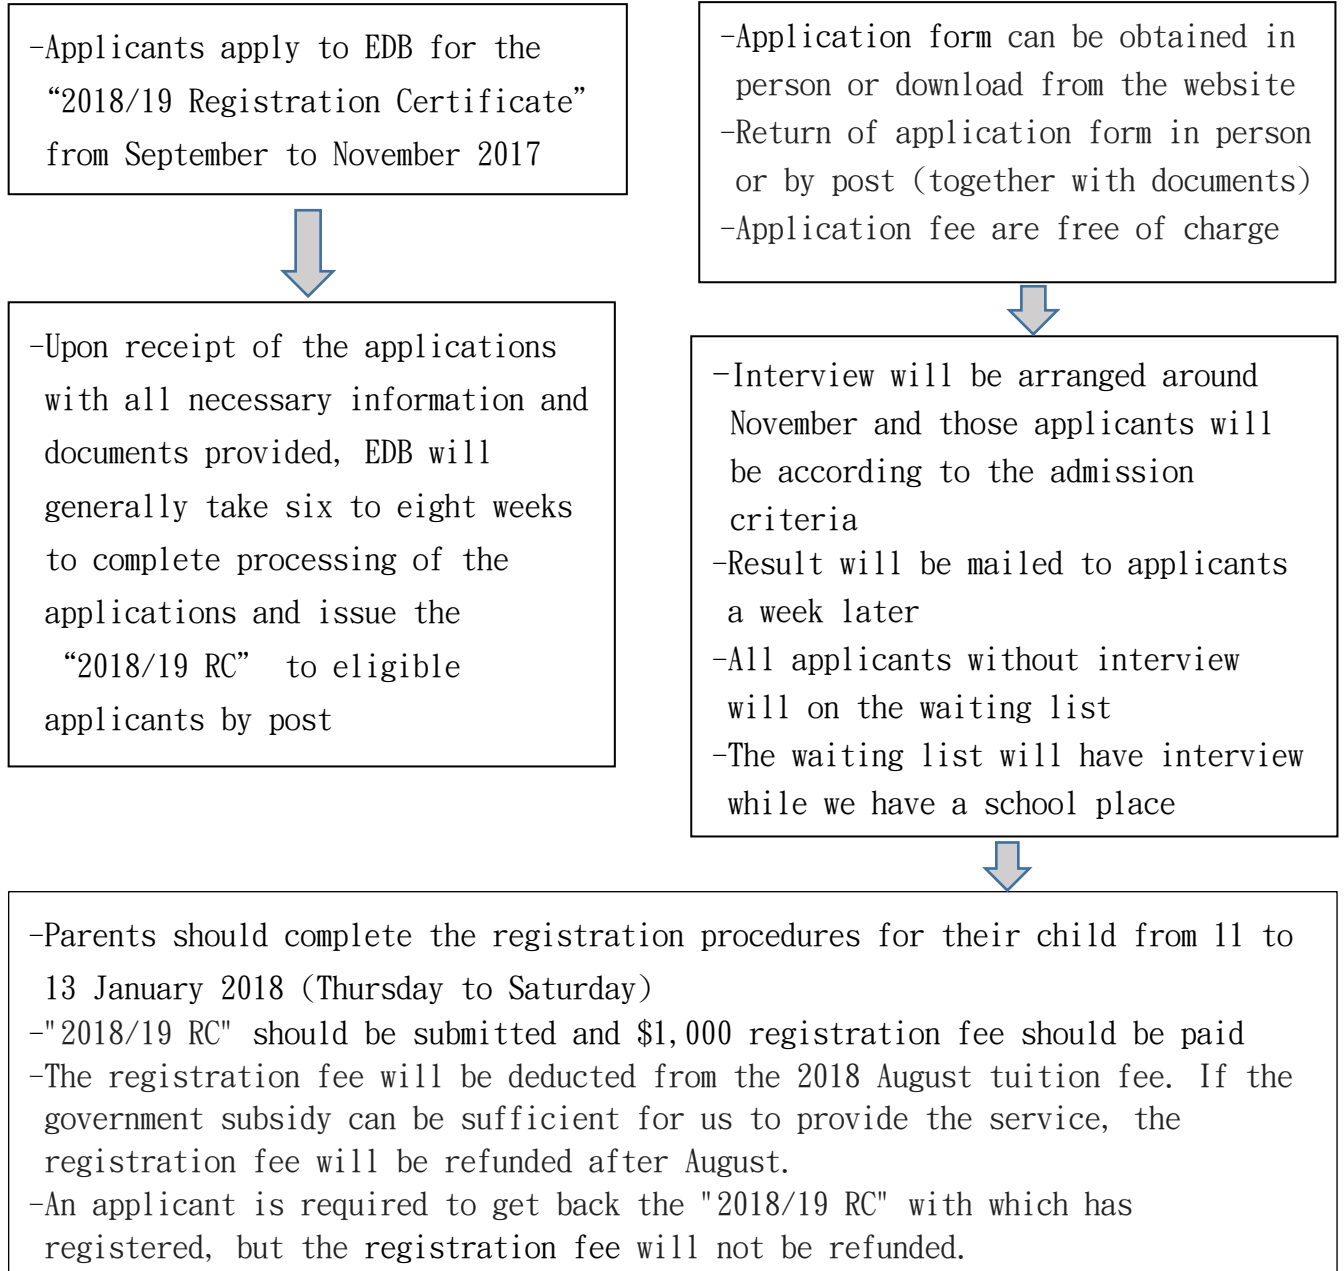 -Applicants apply to EDB for the
“2018/19 Registration Certificate”
from September to November 2017
-Upon receipt of the applications
with all necessary information and
documents provided, EDB will
generally take six to eight weeks
to complete processing of the
applications and issue the
“2018/19 RC” to eligible
applicants by post
-Application form can be obtained in
person or download from the website
-Return of application form in person
or by post (together with documents)
-Application fee are free of charge
-Interview will be arranged around
November and those applicants will
be according to the admission
criteria
-Result will be mailed to applicants
a week later
-All applicants without interview
will on the waiting list
-The waiting list will have interview
while we have a school place
-Parents should complete the registration procedures for their child from 11 to
13 January 2018 (Thursday to Saturday)
-"2018/19 RC" should be submitted and $1,000 registration fee should be paid
-The registration fee will be deducted from the 2018 August tuition fee. If the
government subsidy can be sufficient for us to provide the service, the
registration fee will be refunded after August.
-An applicant is required to get back the "2018/19 RC" with which has
registered, but the registration fee will not be refunded.